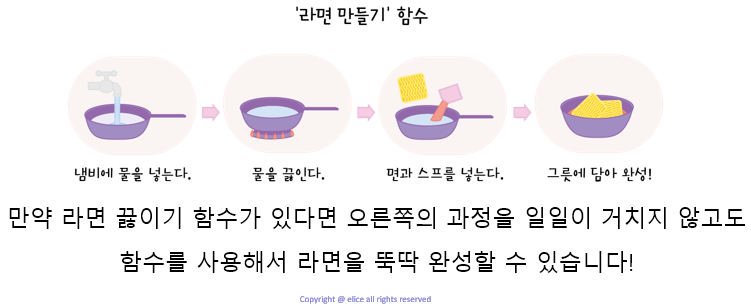 '라면 만들기' 함수
냄비에 물을 넣는다.
물을 끓인다.
면과 스프를 넣는다.
그릇에 담아 완성!
만약 라면 끓이기 함수가 있다면 오른쪽의 과정을 일일이 거치지 않고도
함수를 사용해서 라면을 뚝딱 완성할 수 있습니다!
Copyright @ elice all rights reserved